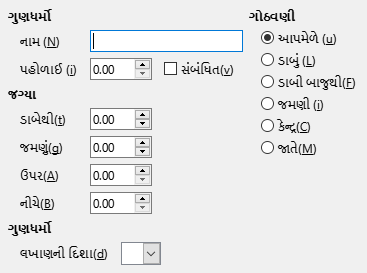 ગુણધર્મો
નામ (N)
પહોળાઈ (i) 0.00 સંબંધિત(v)
જગ્યા
ડાબેથી(t) 0.00
જમણું(g) 0.00
ઉપર(A) 0.00
નીચે(B) 0.00
ગુણધર્મો
લખાણની દિશા(d)
ગોઠવણી
આપમેળે (u)
ડાબું (L)
ડાબી બાજુથી(F)
જમણી (i)
કેન્દ્ર(C)
જાતે(M)